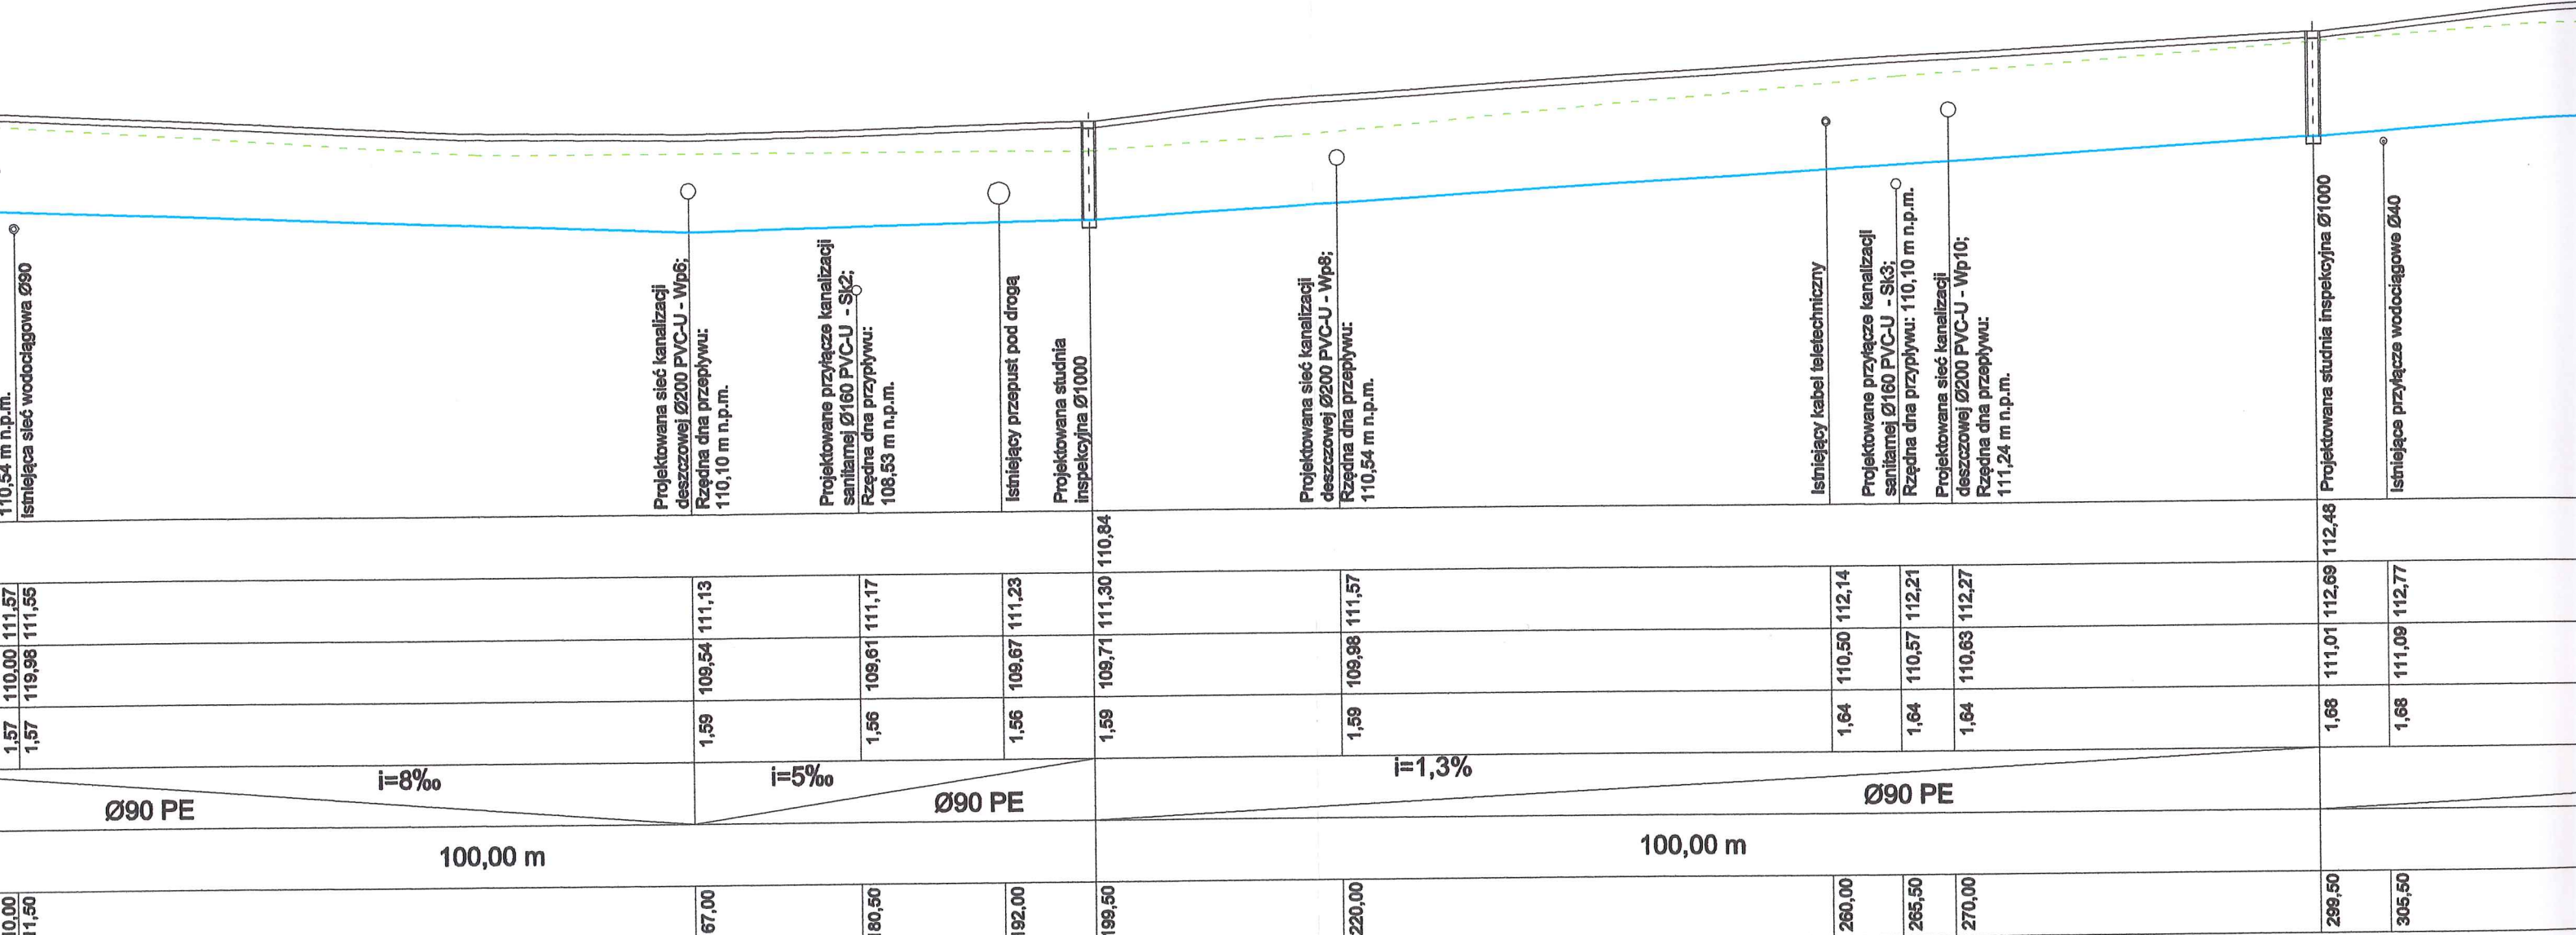 110,54 m n.p.m.
Istniejąca sieć wodociągowa Ø90
Projektowana sieć kanalizacji
deszczowej Ø200 PVC-U - Wp6;
Rzędna dna przepływu:
110,10 m n.p.m.
Projektowane przyłącze kanalizacji
sanitarnej Ø160 PVC-U - Sk2;
Rzędna dna przypływu:
108,53 m n.p.m.
Istniejący przepust pod drogą
Projektowana studnia
inspekcyjna Ø1000
Projektowana sieć kanalizacji
deszczowej Ø200 PVC-U - Wp8;
Rzędna dna przepływu:
110,54 m n.p.m.
Istniejący kabel teletechniczny
Projektowane przyłącze kanalizacji
sanitarnej Ø160 PVC-U - Sk3;
Rzędna dna przypływu: 110,10 m n.p.m.
Projektowana sieć kanalizacji
deszczowej Ø200 PVC-U - Wp10;
Rzędna dna przepływu:
111,24 m n.p.m.
Projektowana studnia inspekcyjna Ø1000
Istniejące przyłącze wodociągowe Ø40
110,84 112,48
111,57 111,55 111,13 111,17 111,23 111,30 111,57 112,14 112,21 112,27 112,69 112,77
110,00 119,98 109,54 109,61 109,67 109,71 109,98 110,50 110,57 110,63 111,01 111,09
1,57 1,57 1,59 1,56 1,56 1,59 1,59 1,64 1,64 1,64 1,68 1,68
i=8‰ i=5‰ i=1,3%
Ø90 PE Ø90 PE Ø90 PE
100,00 m 100,00 m
10,00 11,50 67,00 80,50 192,00 199,50 220,00 260,00 265,50 270,00 299,50 305,50